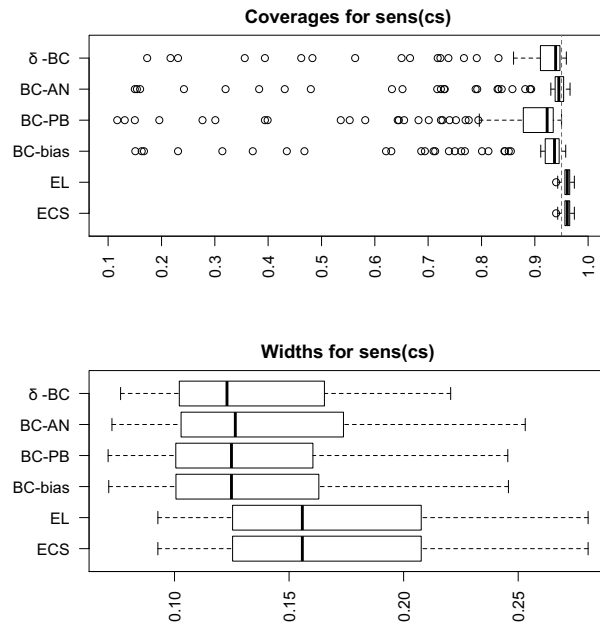 Coverages for sens(cs)
δ -BC
BC-AN
BC-PB
BC-bias
EL
ECS
0.1 0.2 0.3 0.4 0.5 0.6 0.7 0.8 0.9 1.0
Widths for sens(cs)
δ -BC
BC-AN
BC-PB
BC-bias
EL
ECS
0.10 0.15 0.20 0.25